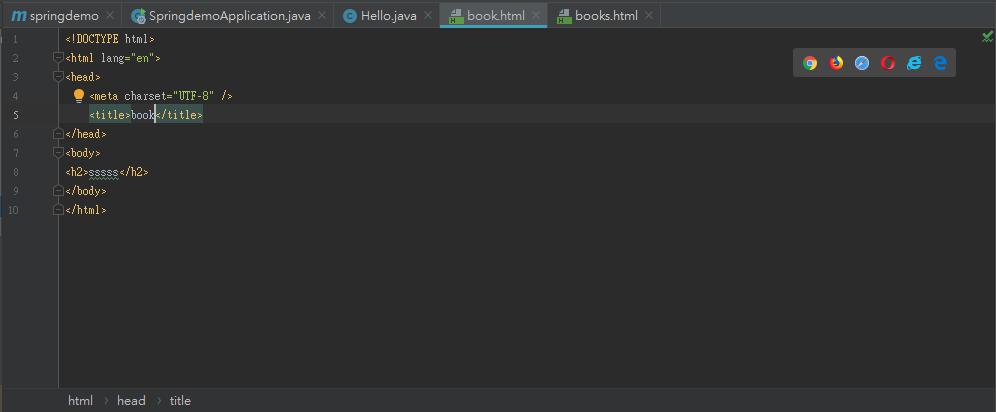 springdemo SpringdemoApplication.java Hello.java book.html books.html
1 <!DOCTYPE html>
2 <html lang="en">
3 <head>
4 <meta charset="UTF-8" />
5 <title>book</title>
6 </head>
7 <body>
8 <h2>sssss</h2>
9 </body>
10 </html>
html head title